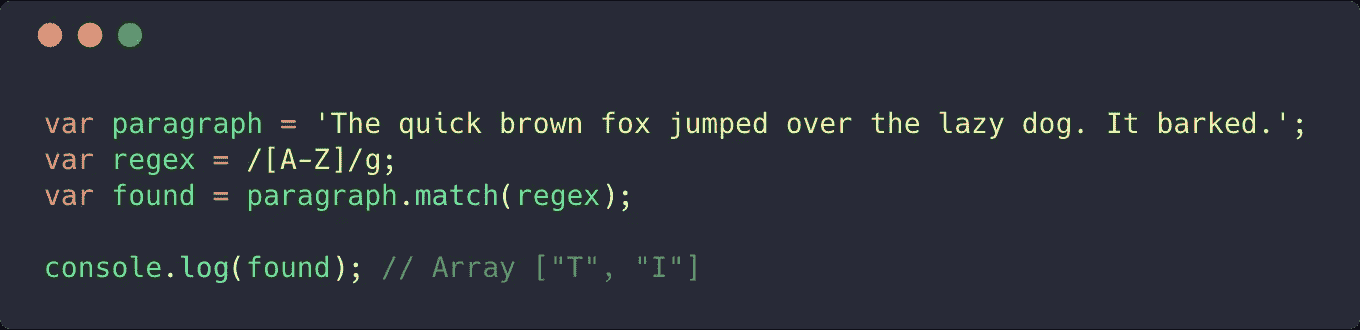 var paragraph = 'The quick brown fox jumped over the lazy dog. It barked.';
var regex = /[A-Z]/g;
var found = paragraph.match(regex);
console.log(found); // Array ["T", "I"]